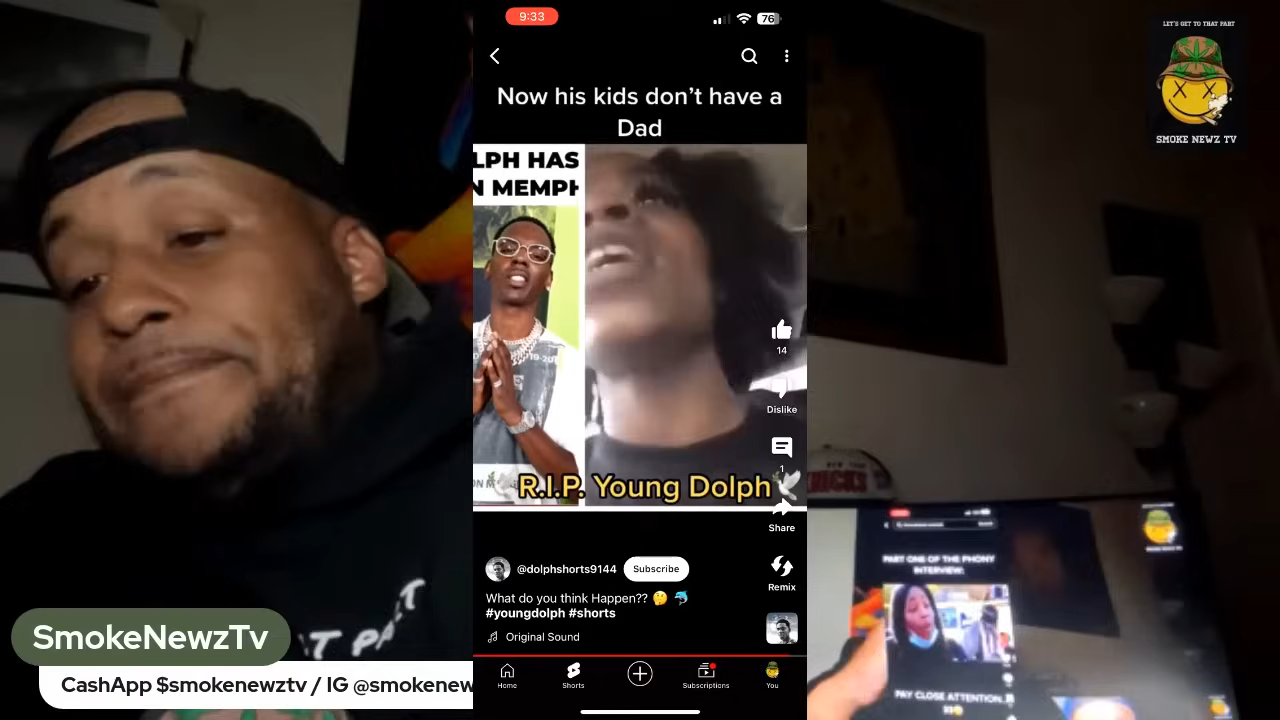 9:33
76
LET'S GET TO THAT PART
SMOKE NEWZ TV
Now his kids don't have a
Dad
LPH HAS
N MEMPH
14
Dislike
R.I.P. Young Dolph
1
Share
@dolphshorts9144
Subscribe
Remix
What do you think Happen??
#youngdolph #shorts
Original Sound
Home
Shorts
Subscriptions
You
SmokeNewzTv
CashApp $smokenewztv / IG @smokenew
PART ONE OF THE PHONY
INTERVIEW:
PAY CLOSE ATTENTION